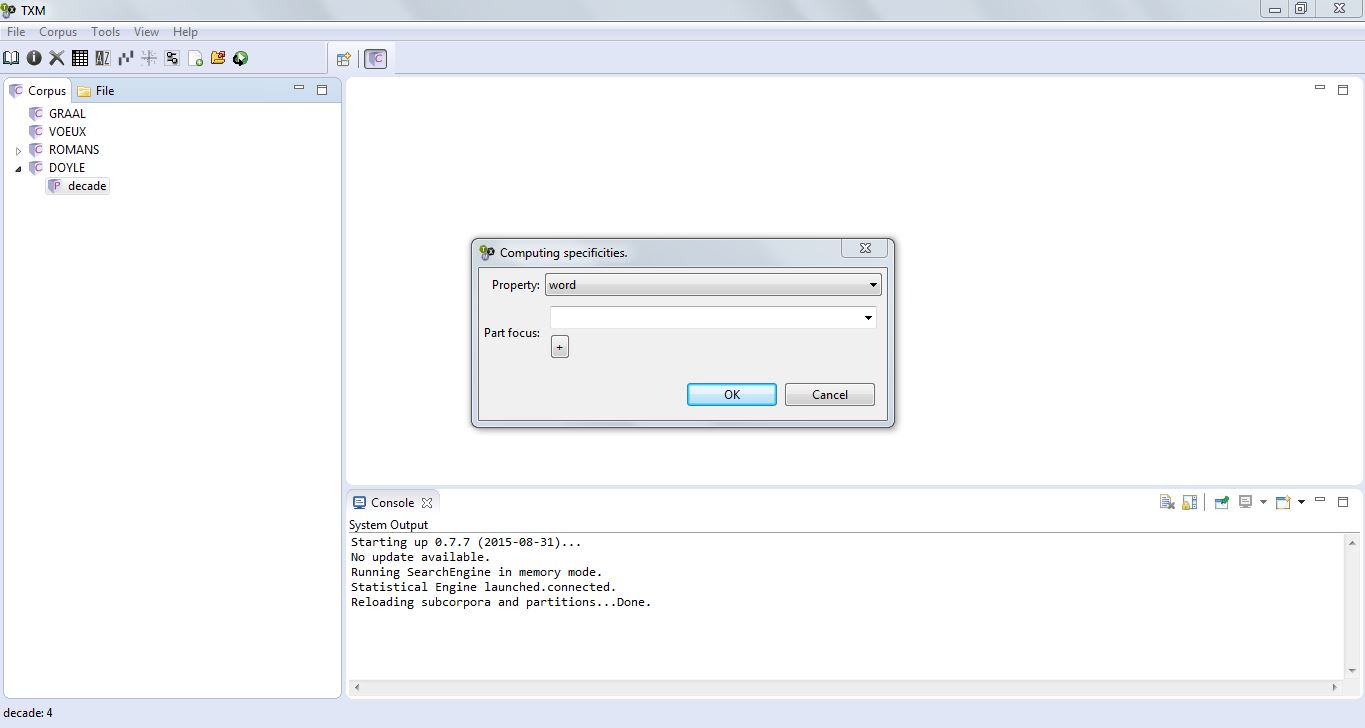 TXM
File Corpus Tools View Help
Corpus File
GRAAL
VOEUX
ROMANS
DOYLE
decade
Computing specificities.
Property: word
Part focus:
+
OK Cancel
Console
System Output
Starting up 0.7.7 (2015-08-31)...
No update available.
Running SearchEngine in memory mode.
Statistical Engine launched.connected.
Reloading subcorpora and partitions...Done.
decade: 4